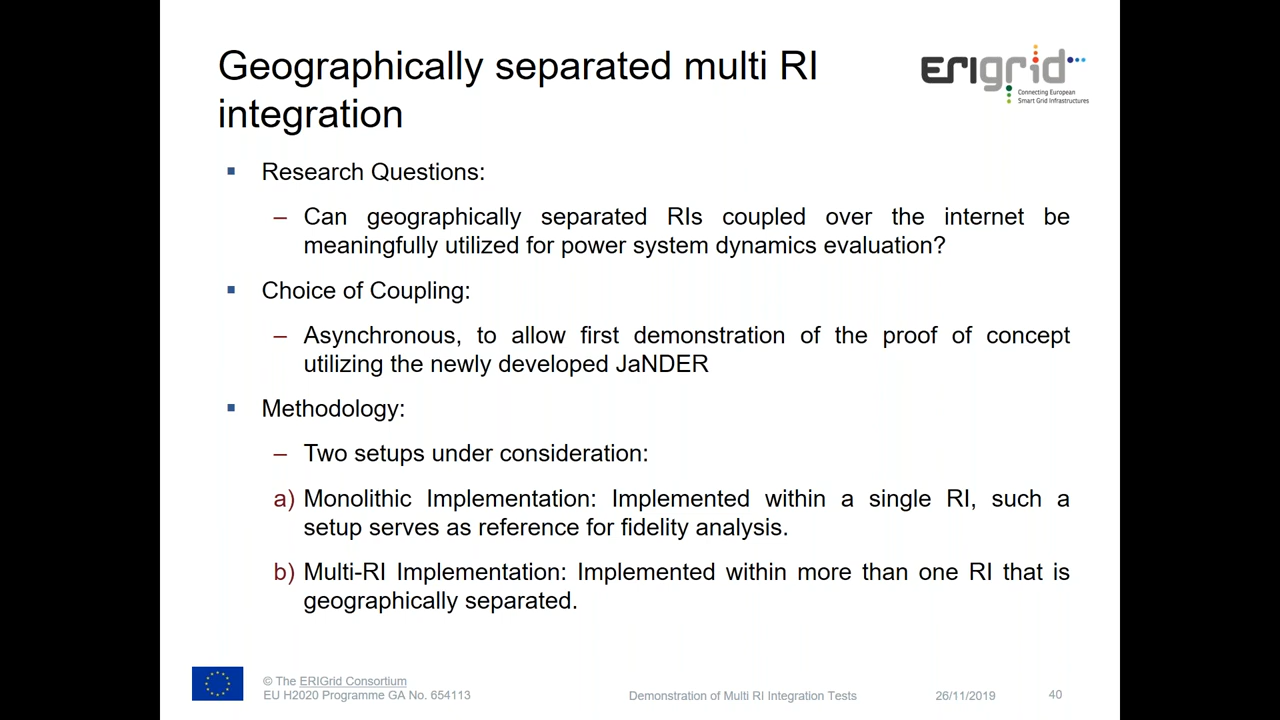 Geographically separated multi RI
integration
ERIGrid
Connecting European
Smart Grid Infrastructures
Research Questions:
– Can geographically separated RIs coupled over the internet be
meaningfully utilized for power system dynamics evaluation?
Choice of Coupling:
– Asynchronous, to allow first demonstration of the proof of concept
utilizing the newly developed JaNDER
Methodology:
– Two setups under consideration:
a) Monolithic Implementation: Implemented within a single RI, such a
setup serves as reference for fidelity analysis.
b) Multi-RI Implementation: Implemented within more than one RI that is
geographically separated.
© The ERIGrid Consortium
EU H2020 Programme GA No. 654113
Demonstration of Multi RI Integration Tests
26/11/2019
40